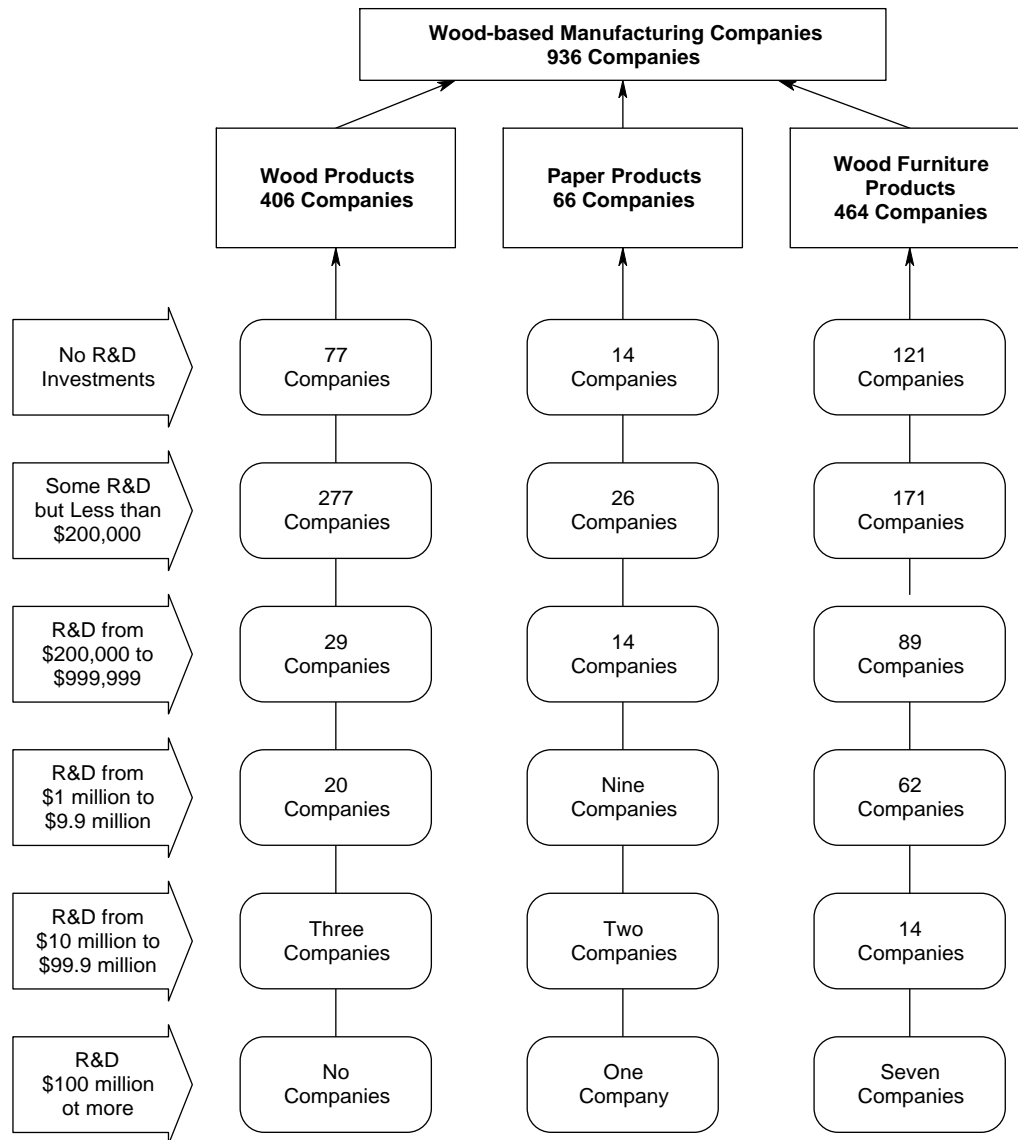 Wood-based Manufacturing Companies
936 Companies
Wood Products
406 Companies
Paper Products
66 Companies
Wood Furniture
Products
464 Companies
No R&D
Investments
77
Companies
14
Companies
121
Companies
Some R&D
but Less than
$200,000
277
Companies
26
Companies
171
Companies
R&D from
$200,000 to
$999,999
29
Companies
14
Companies
89
Companies
R&D from
$1 million to
$9.9 million
20
Companies
Nine
Companies
62
Companies
R&D from
$10 million to
$99.9 million
Three
Companies
Two
Companies
14
Companies
R&D
$100 million
ot more
No
Companies
One
Company
Seven
Companies